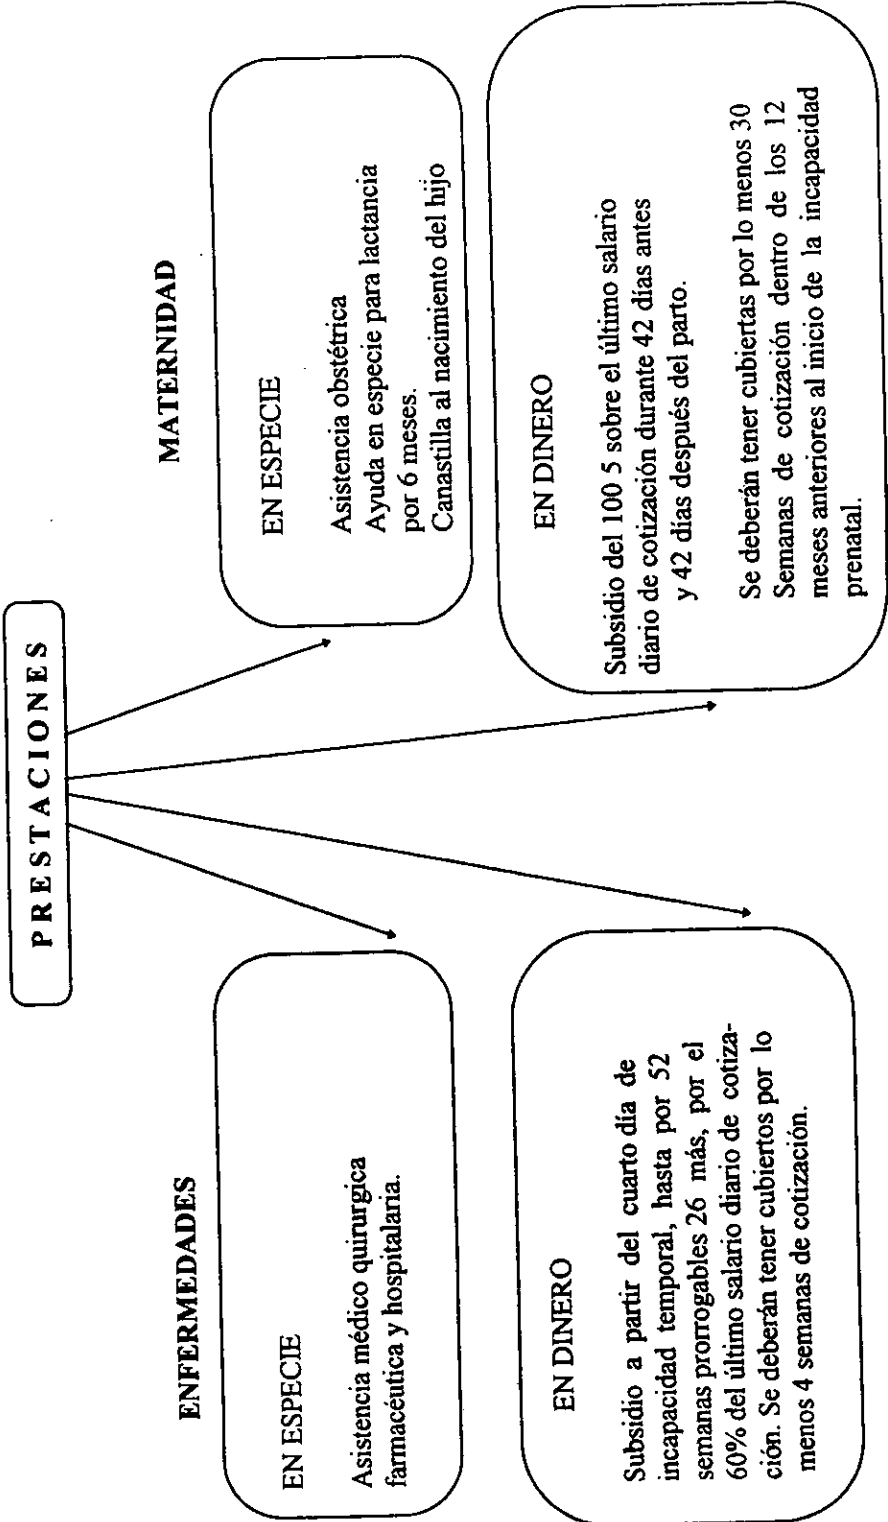 PRESTACIONES
ENFERMEDADES
EN ESPECIE
Asistencia médico quirurgica
farmacéutica y hospitalaria.
EN DINERO
Subsidio a partir del cuarto día de
incapacidad temporal, hasta por 52
semanas prorrogables 26 más, por el
60% del último salario diario de cotiza-
ción. Se deberán tener cubiertos por lo
menos 4 semanas de cotización.
MATERNIDAD
EN ESPECIE
Asistencia obstétrica
Ayuda en especie para lactancia
por 6 meses.
Canastilla al nacimiento del hijo
EN DINERO
Subsidio del 100 5 sobre el último salario
diario de cotización durante 42 días antes
y 42 días después del parto.
Se deberán tener cubiertas por lo menos 30
Semanas de cotización dentro de los 12
meses anteriores al inicio de la incapacidad
prenatal.